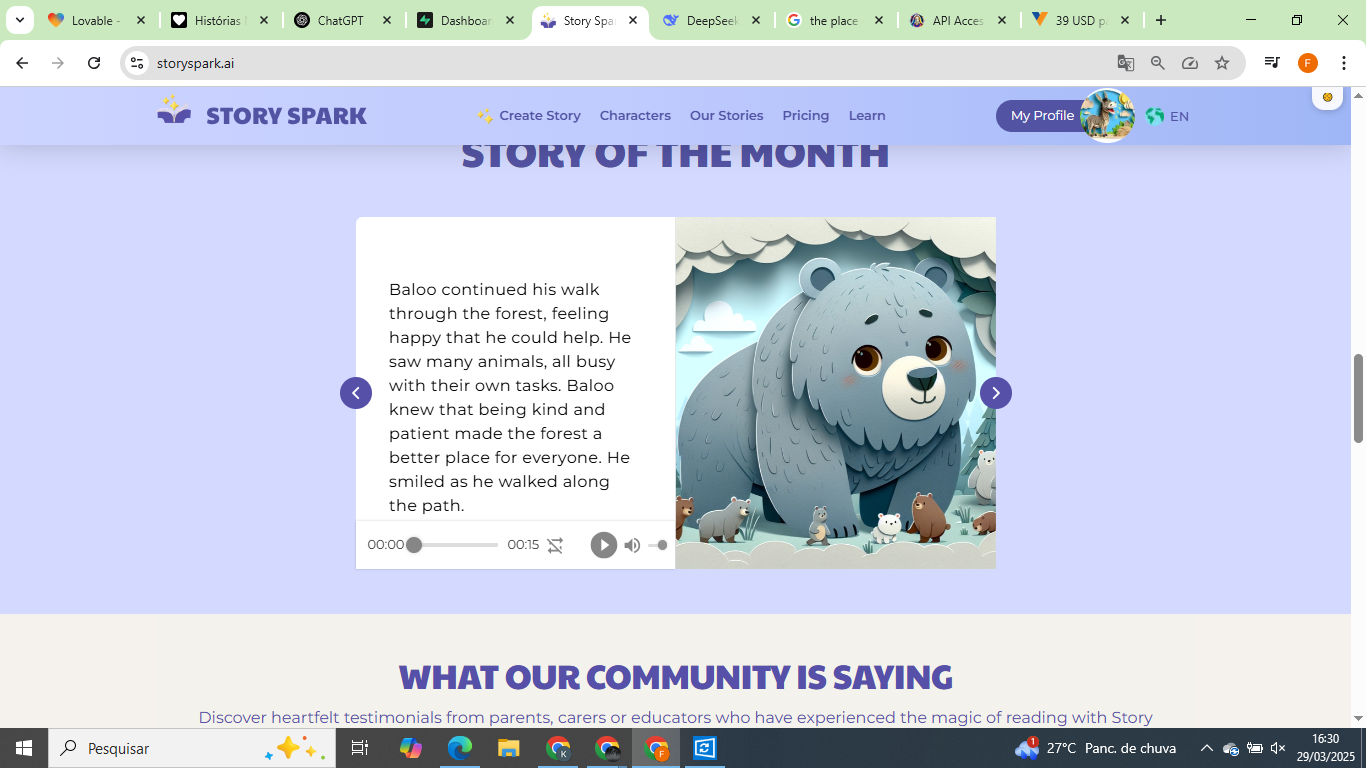 Lovable -
Histórias
ChatGPT
Dashboar
Story Spa
DeepSeek
the place
API Acces
39 USD p
storyspark.ai
F
STORY SPARK
Create Story
Characters
Our Stories
Pricing
Learn
My Profile
EN
STORY OF THE MONTH
Baloo continued his walk
through the forest, feeling
happy that he could help. He
saw many animals, all busy
with their own tasks. Baloo
knew that being kind and
patient made the forest a
better place for everyone. He
smiled as he walked along
the path.
00:00
00:15
WHAT OUR COMMUNITY IS SAYING
Discover heartfelt testimonials from parents, carers or educators who have experienced the magic of reading with Story
Pesquisar
K
F
1
27°C Panc. de chuva
16:30
29/03/2025